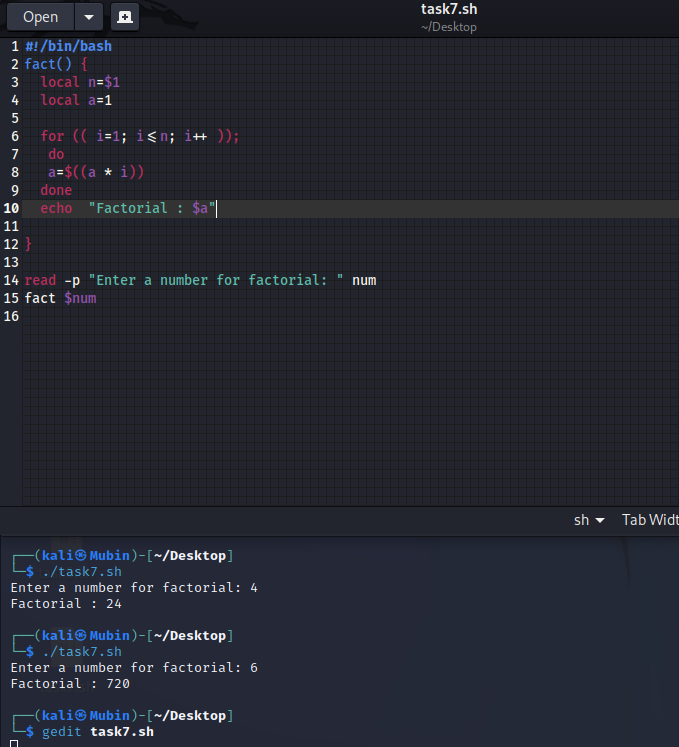 Open
task7.sh
~/Desktop
1 #!/bin/bash
2 fact() {
3   local n=$1
4   local a=1
5
6   for (( i=1; i<=n; i++ ));
7    do
8    a=$((a * i))
9   done
10   echo  "Factorial : $a"
11
12 }
13
14 read -p "Enter a number for factorial: " num
15 fact $num
16
sh Tab Widt
┌──(kali㉿Mubin)-[~/Desktop]
└─$ ./task7.sh
Enter a number for factorial: 4
Factorial : 24
┌──(kali㉿Mubin)-[~/Desktop]
└─$ ./task7.sh
Enter a number for factorial: 6
Factorial : 720
┌──(kali㉿Mubin)-[~/Desktop]
└─$ gedit task7.sh